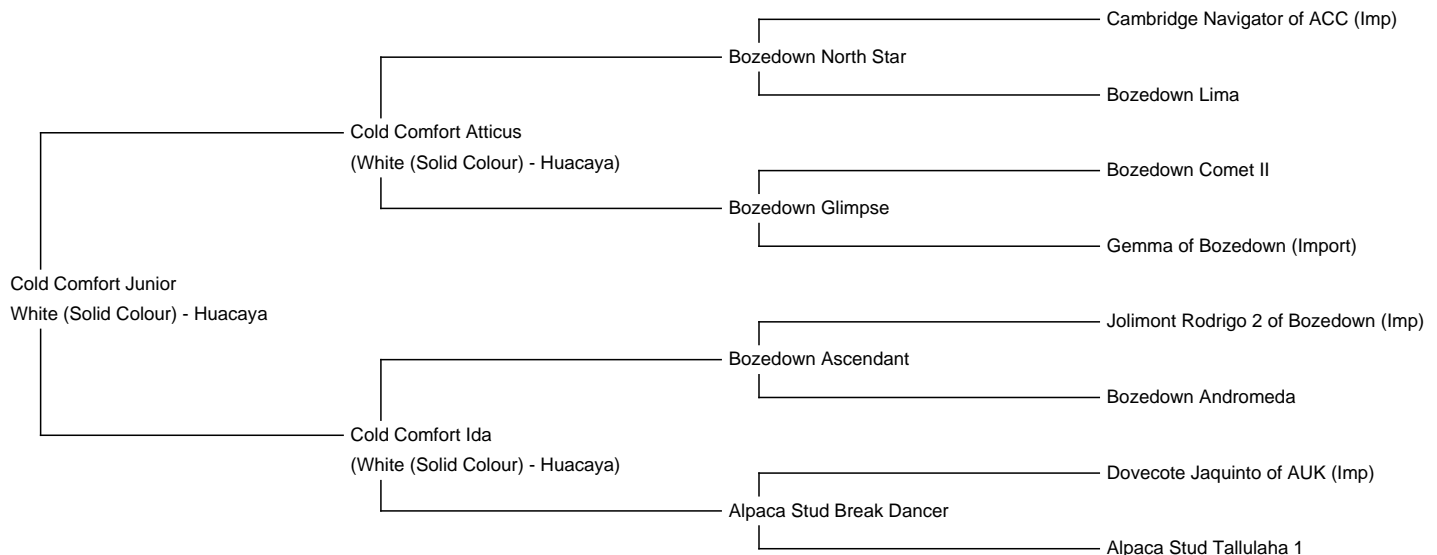 Cambridge Navigator of ACC (Imp)
Bozedown North Star
Bozedown Lima
Cold Comfort Atticus
(White (Solid Colour) - Huacaya)
Bozedown Comet II
Bozedown Glimpse
Gemma of Bozedown (Import)
Cold Comfort Junior
White (Solid Colour) - Huacaya
Jolimont Rodrigo 2 of Bozedown (Imp)
Bozedown Ascendant
Bozedown Andromeda
Cold Comfort Ida
(White (Solid Colour) - Huacaya)
Dovecote Jaquinto of AUK (Imp)
Alpaca Stud Break Dancer
Alpaca Stud Tallulaha 1